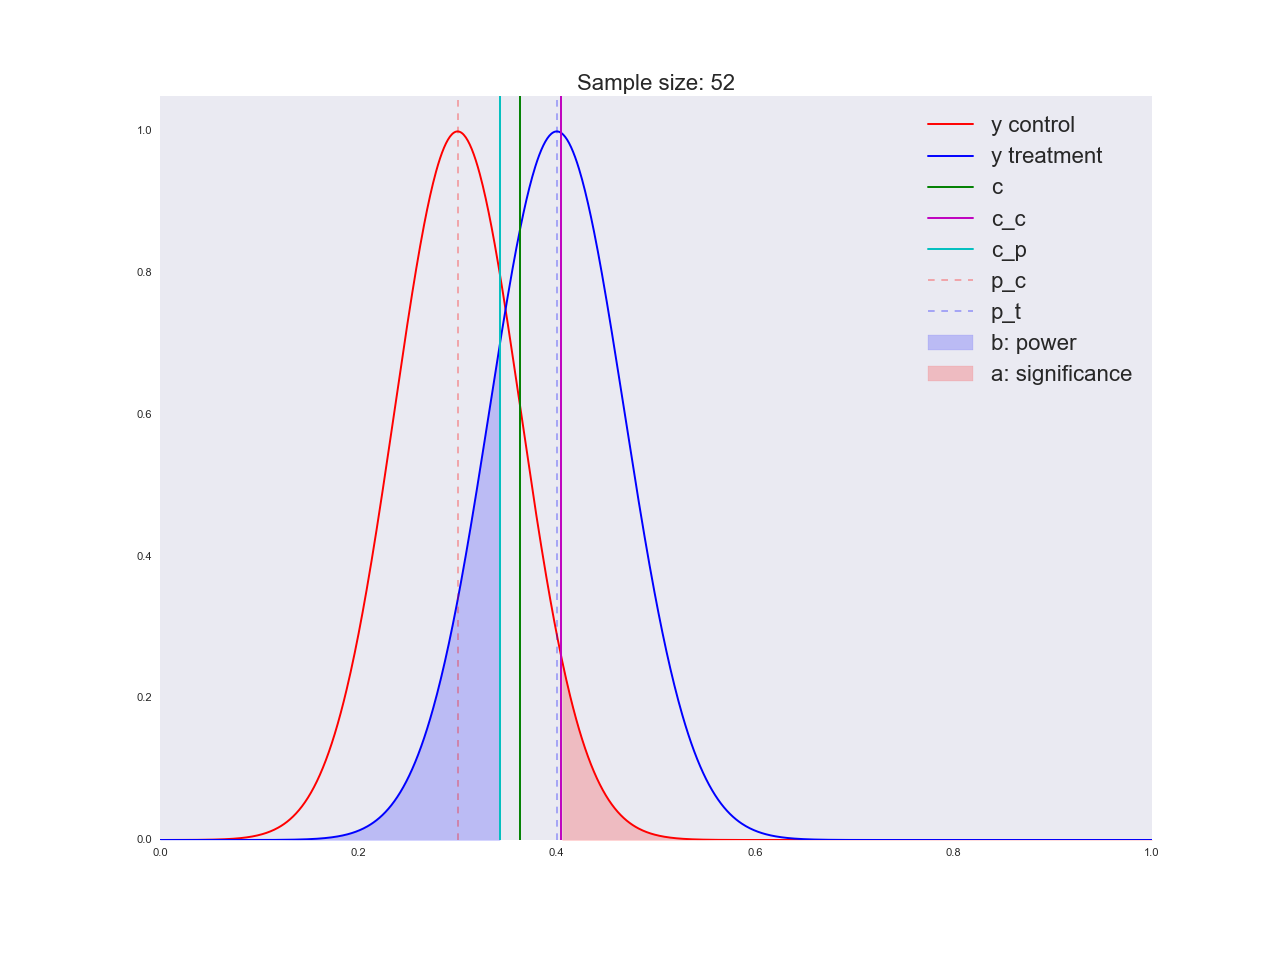 Sample size: 52
y control
y treatment
c
c_c
c_p
p_c
p_t
b: power
a: significance
1.0
0.8
0.6
0.4
0.2
0.0
0.0 0.2 0.4 0.6 0.8 1.0